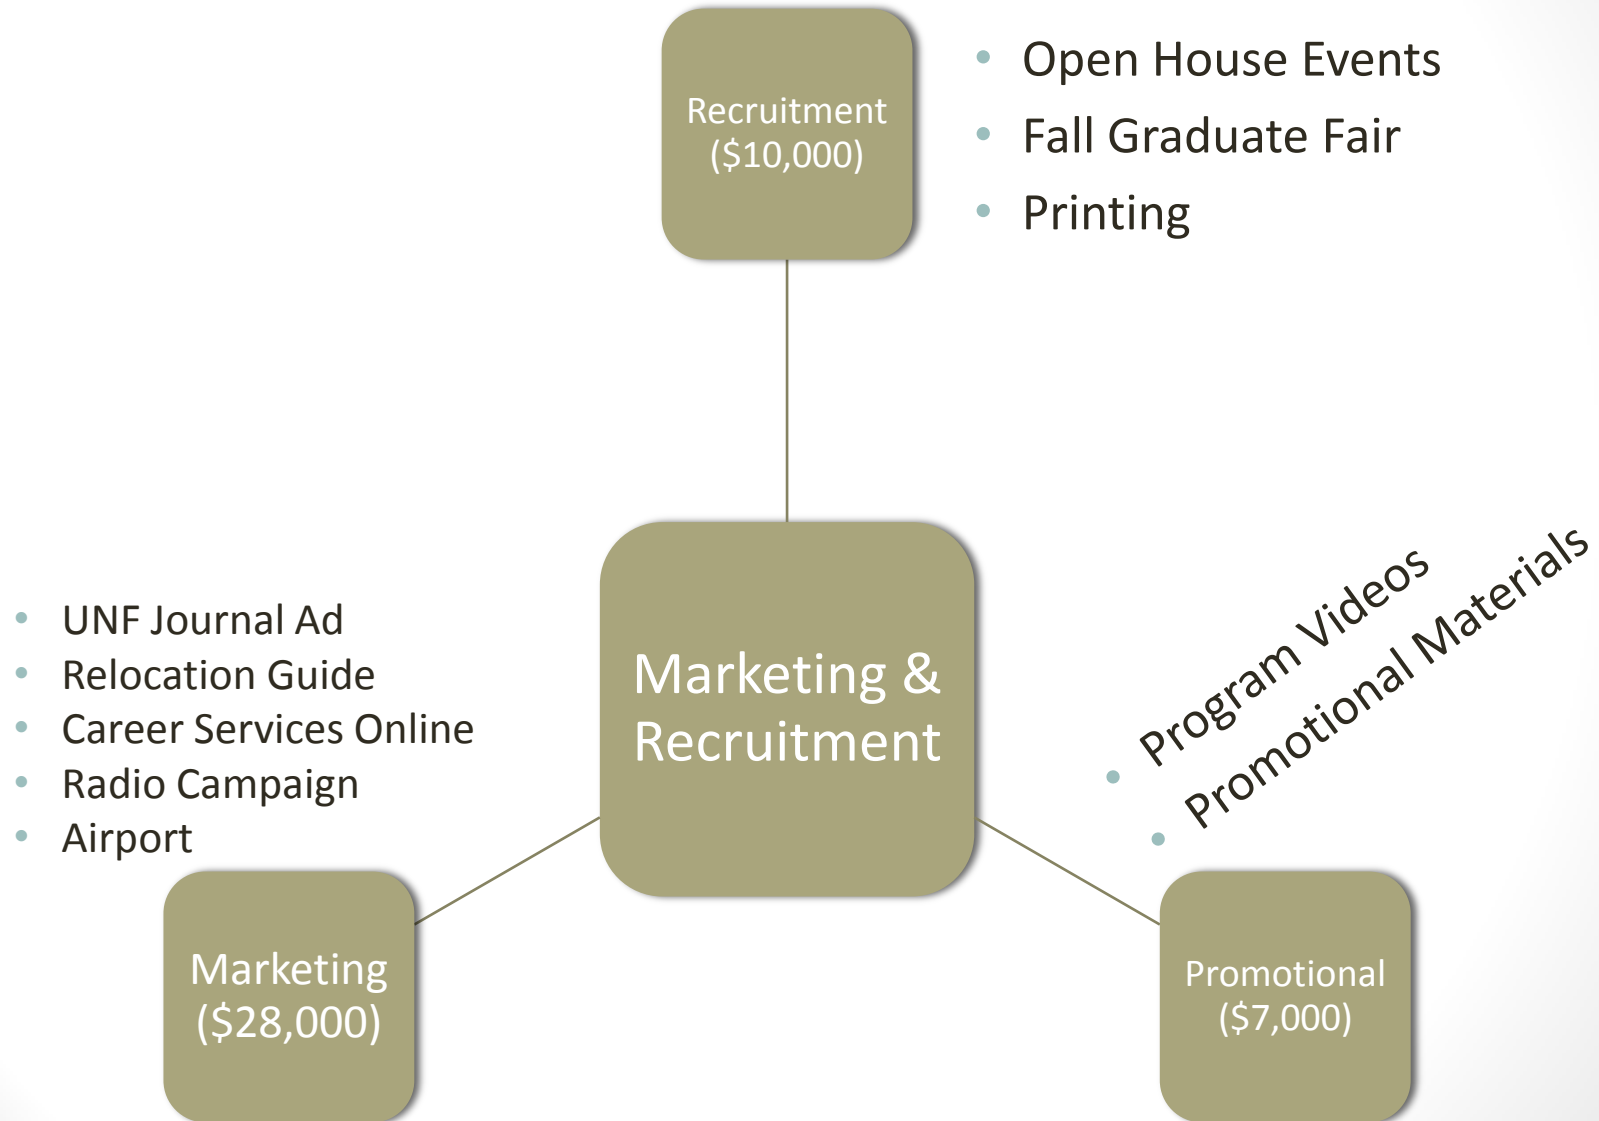 Recruitment
($10,000)
• Open House Events
• Fall Graduate Fair
• Printing
Marketing &
Recruitment
• UNF Journal Ad
• Relocation Guide
• Career Services Online
• Radio Campaign
• Airport
Marketing
($28,000)
• Program Videos
• Promotional Materials
Promotional
($7,000)